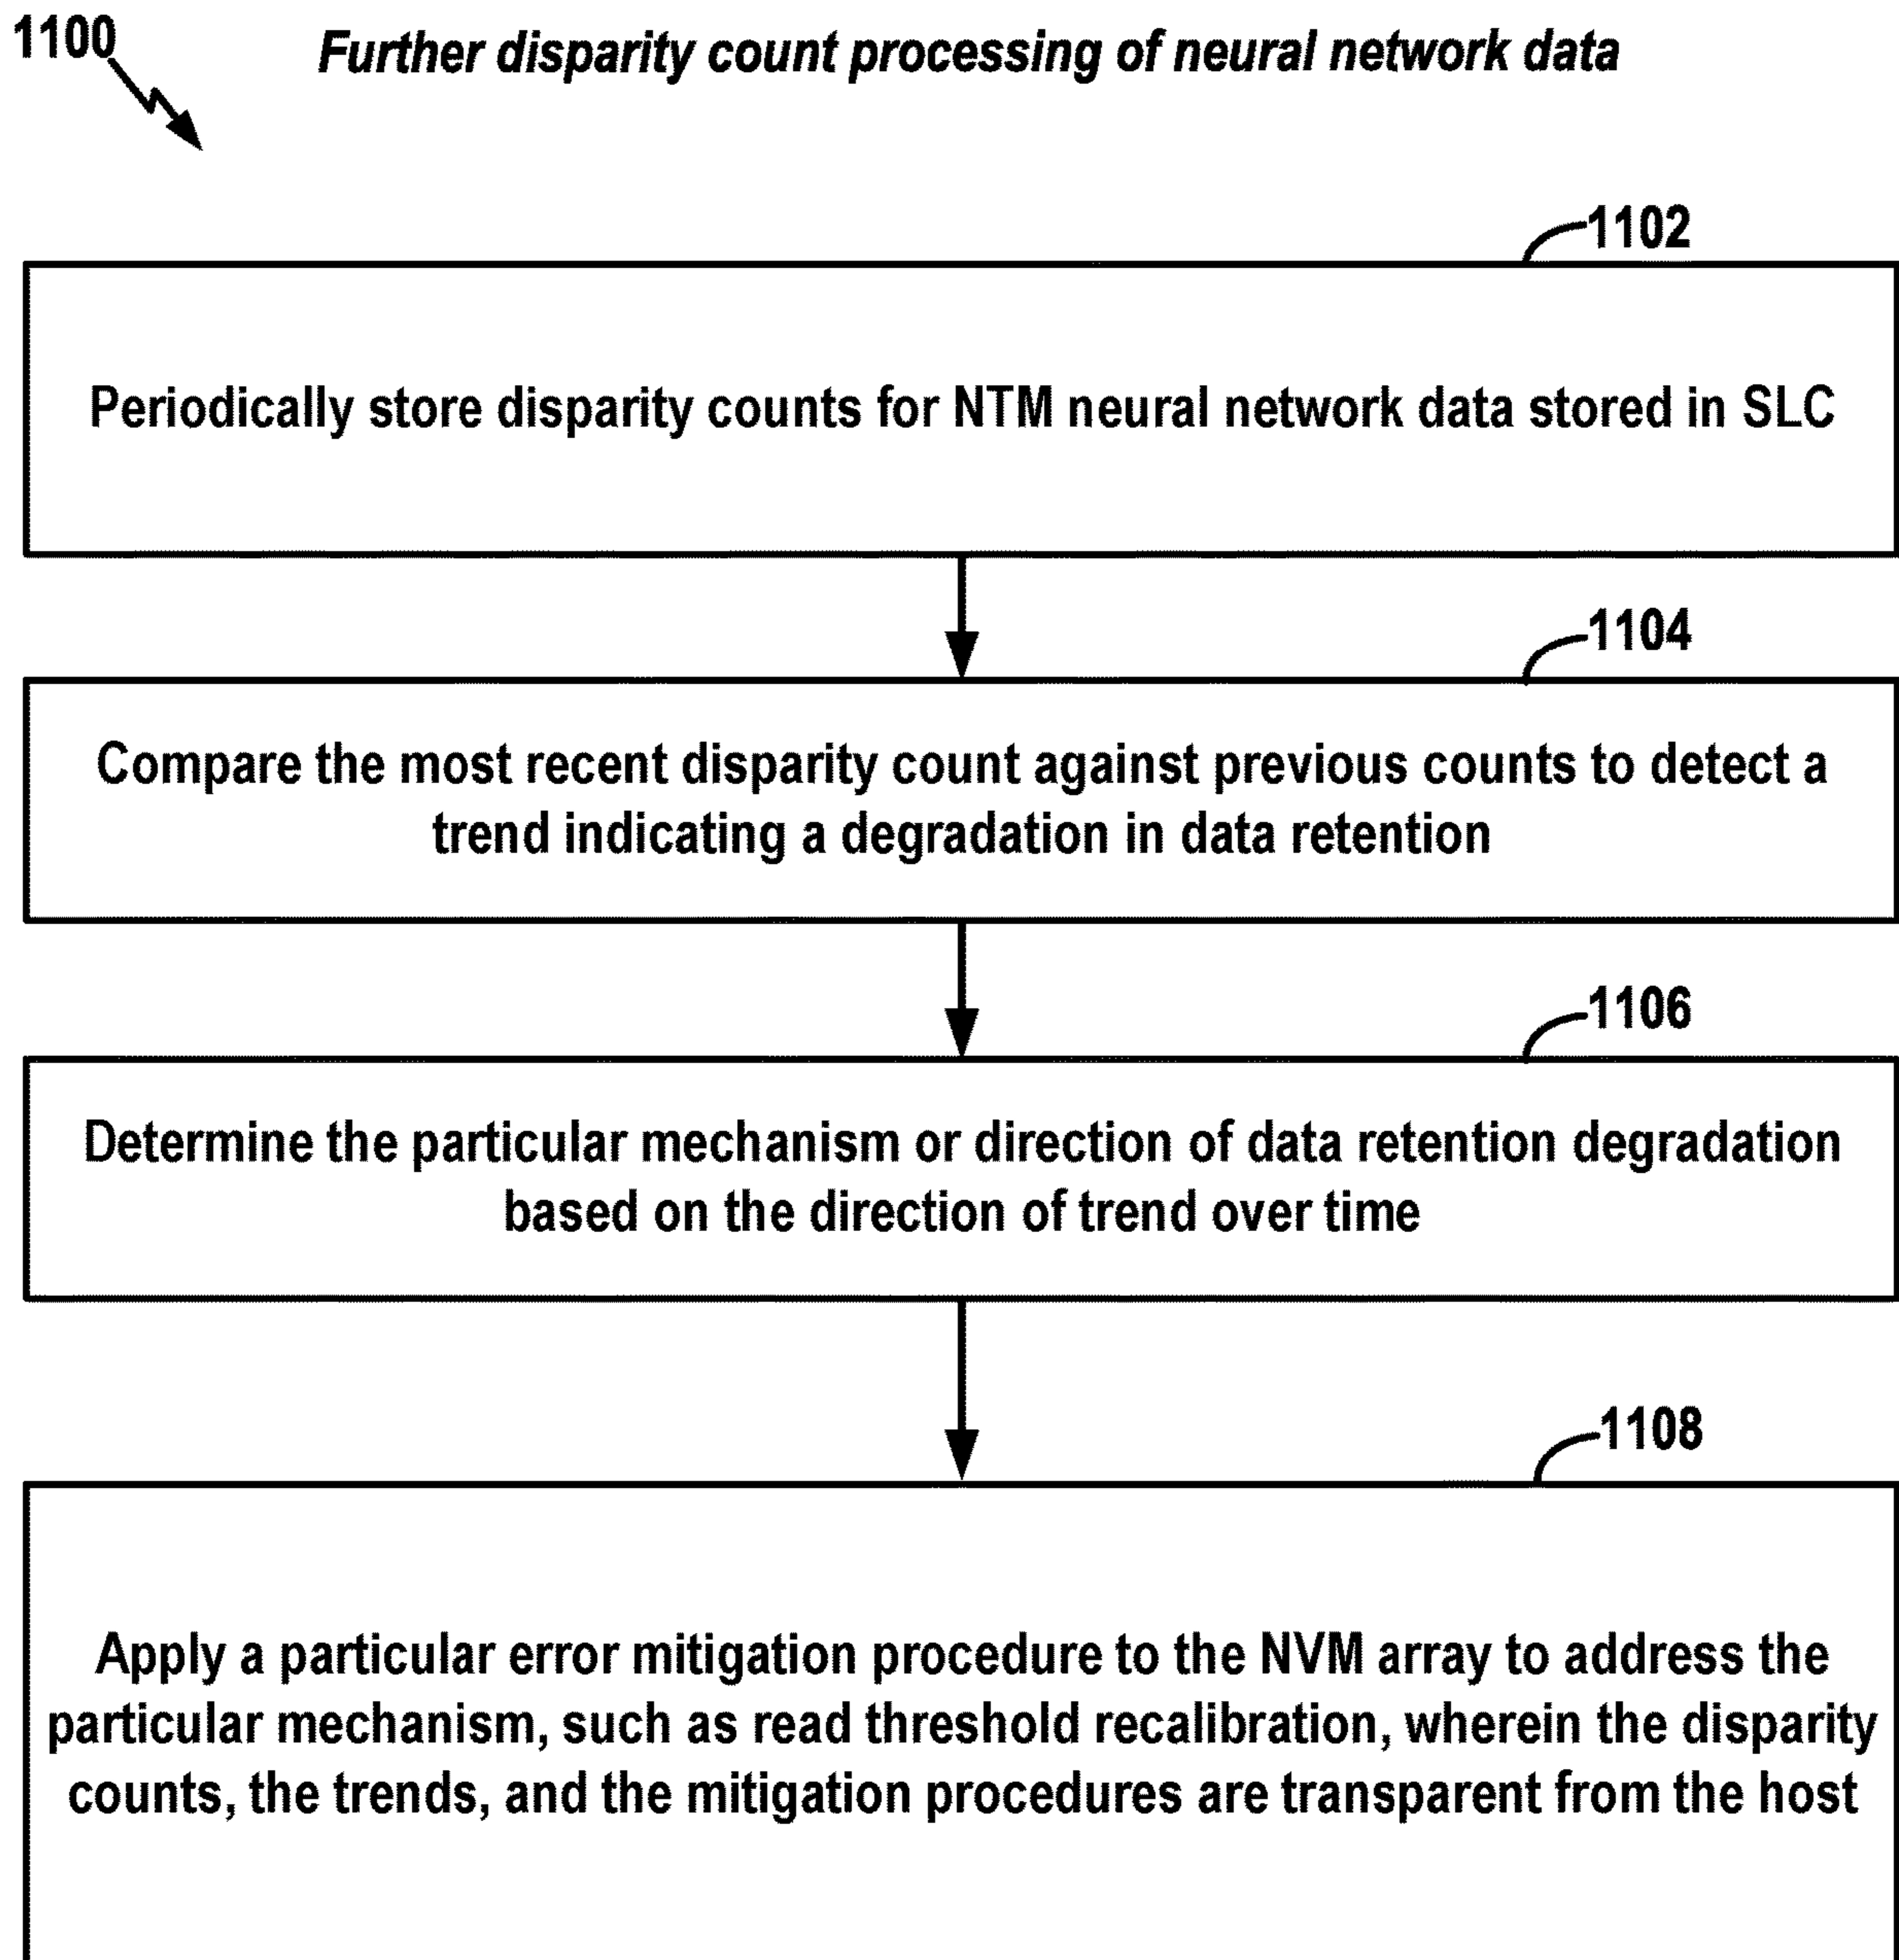 1100
Further disparity count processing of neural network data
1102
Periodically store disparity counts for NTM neural network data stored in SLC
1104
Compare the most recent disparity count against previous counts to detect a
trend indicating a degradation in data retention
1106
Determine the particular mechanism or direction of data retention degradation
based on the direction of trend over time
1108
Apply a particular error mitigation procedure to the NVM array to address the
particular mechanism, such as read threshold recalibration, wherein the disparity
counts, the trends, and the mitigation procedures are transparent from the host